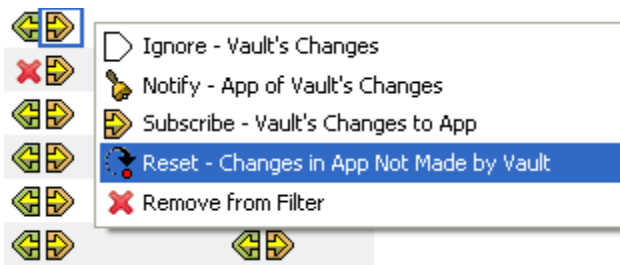 Ignore - Vault's Changes
Notify - App of Vault's Changes
Subscribe - Vault's Changes to App
Reset - Changes in App Not Made by Vault
Remove from Filter